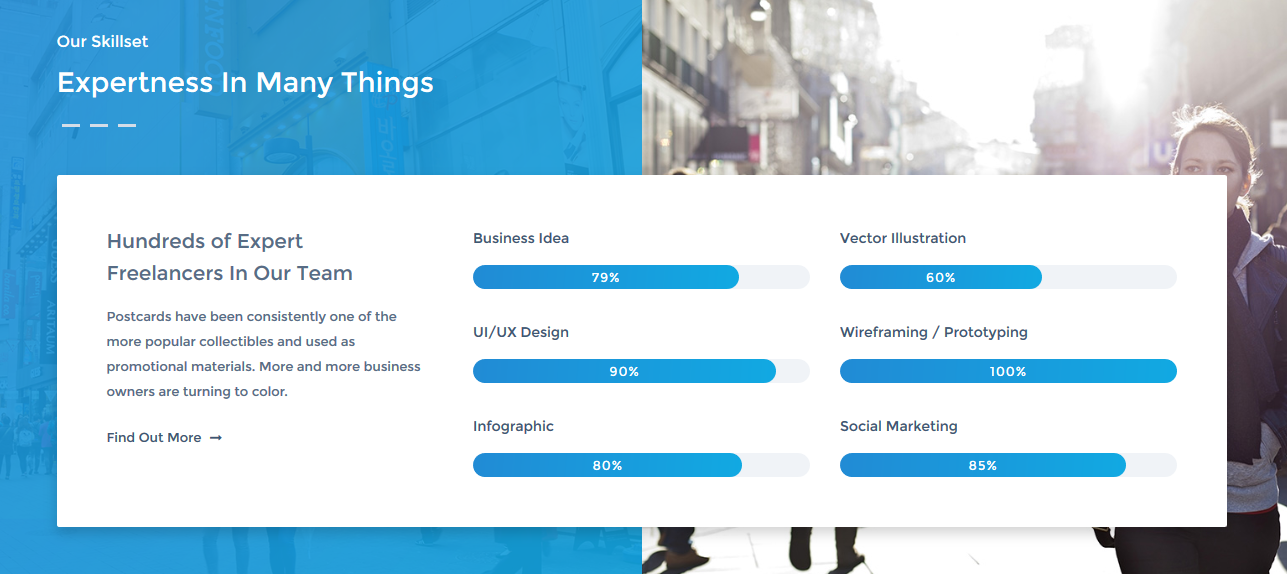 Our Skillset
Expertness In Many Things
Hundreds of Expert
Freelancers In Our Team
Postcards have been consistently one of the
more popular collectibles and used as
promotional materials. More and more business
owners are turning to color.
Find Out More
Business Idea
79%
UI/UX Design
90%
Infographic
80%
Vector Illustration
60%
Wireframing / Prototyping
100%
Social Marketing
85%
U